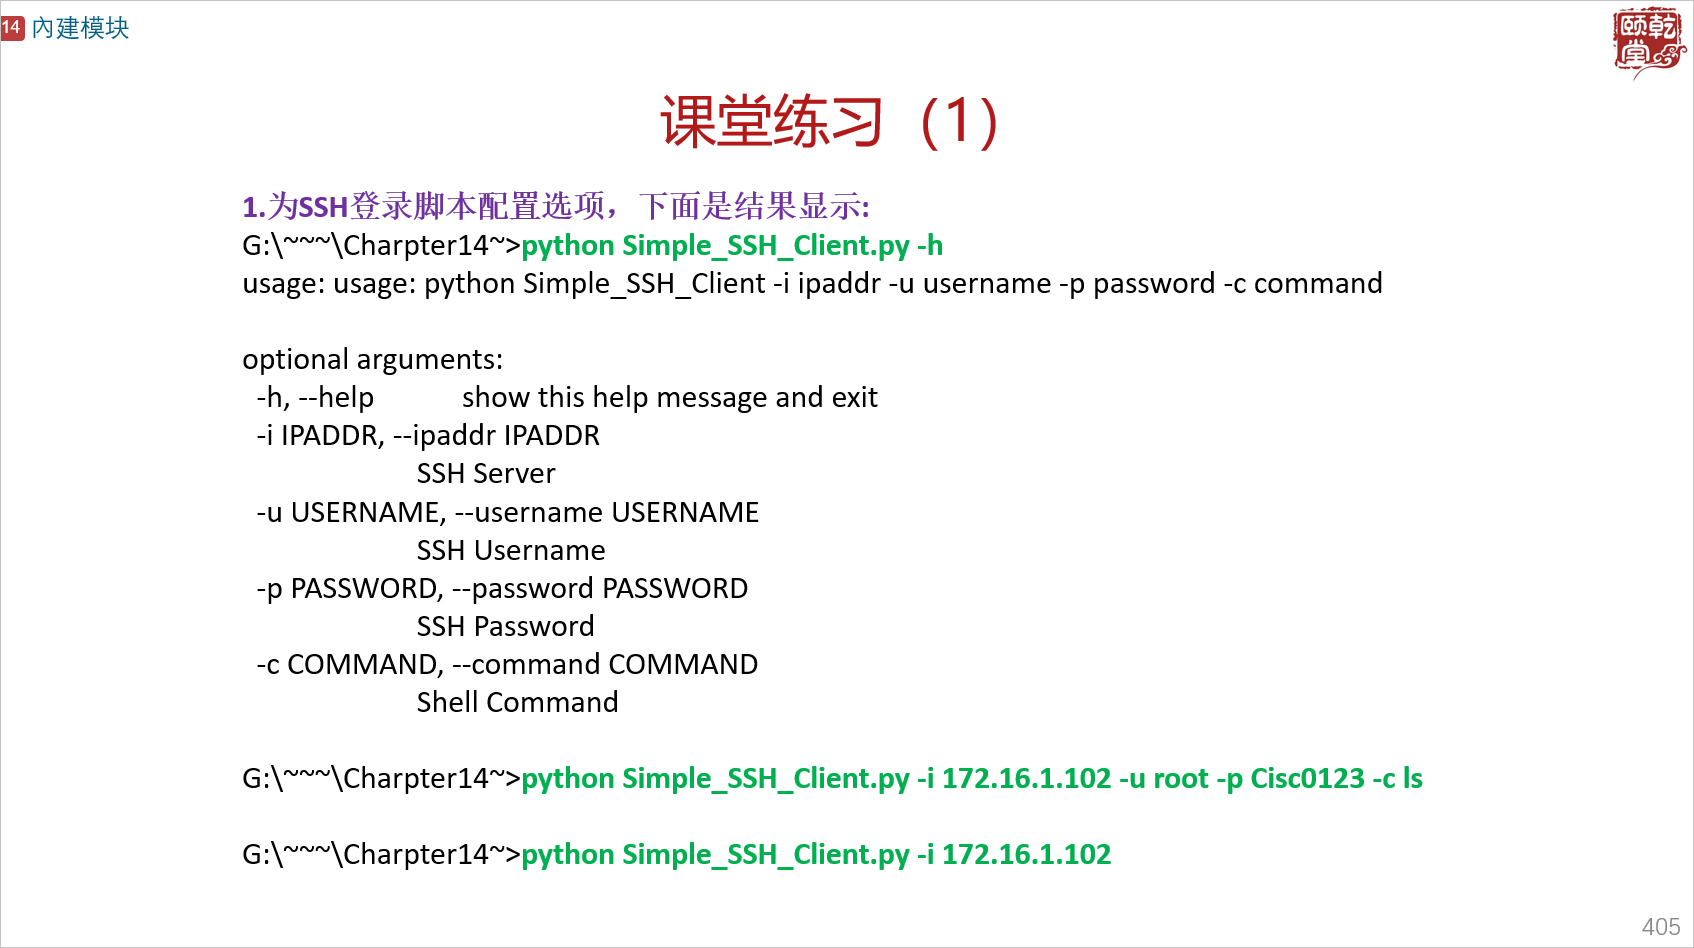 14 內建模块
颐乾堂
课堂练习（1）
1.为SSH登录脚本配置选项，下面是结果显示:
G:\~~~\Charpter14~>python Simple_SSH_Client.py -h
usage: usage: python Simple_SSH_Client -i ipaddr -u username -p password -c command
optional arguments:
-h, --help show this help message and exit
-i IPADDR, --ipaddr IPADDR
SSH Server
-u USERNAME, --username USERNAME
SSH Username
-p PASSWORD, --password PASSWORD
SSH Password
-c COMMAND, --command COMMAND
Shell Command
G:\~~~\Charpter14~>python Simple_SSH_Client.py -i 172.16.1.102 -u root -p Cisc0123 -c ls
G:\~~~\Charpter14~>python Simple_SSH_Client.py -i 172.16.1.102
405